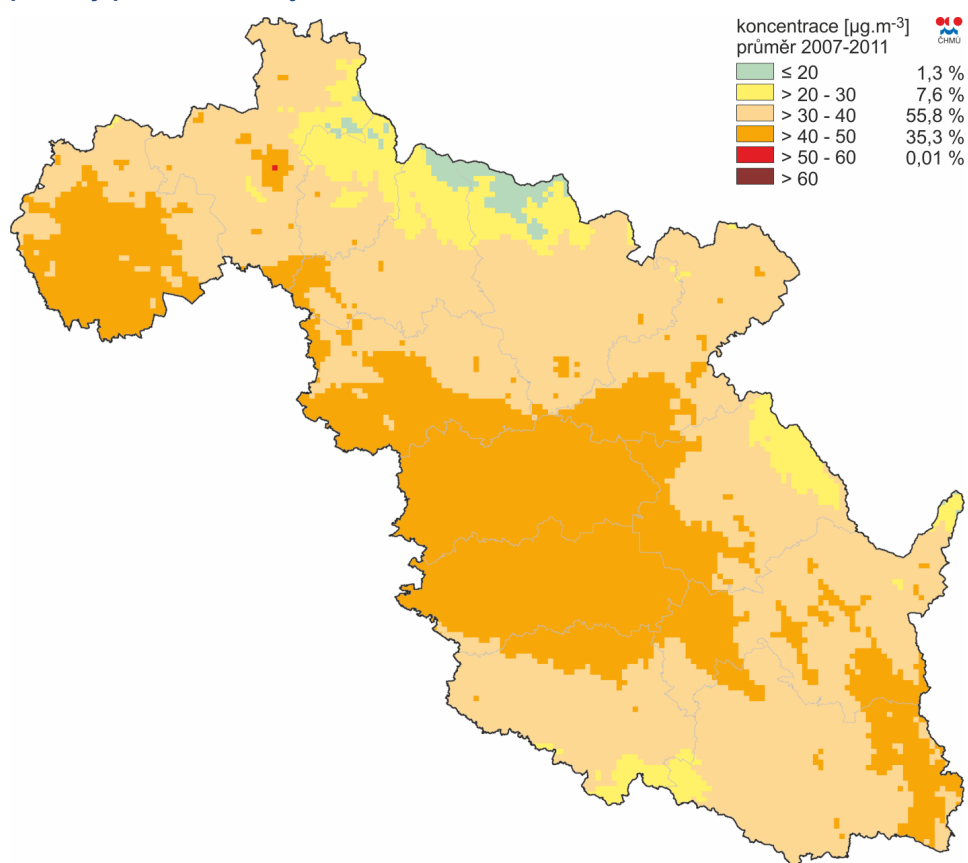 koncentrace [µg.m-3]
průměr 2007-2011
ČHMÚ
≤ 20 1,3 %
> 20 - 30 7,6 %
> 30 - 40 55,8 %
> 40 - 50 35,3 %
> 50 - 60 0,01 %
> 60